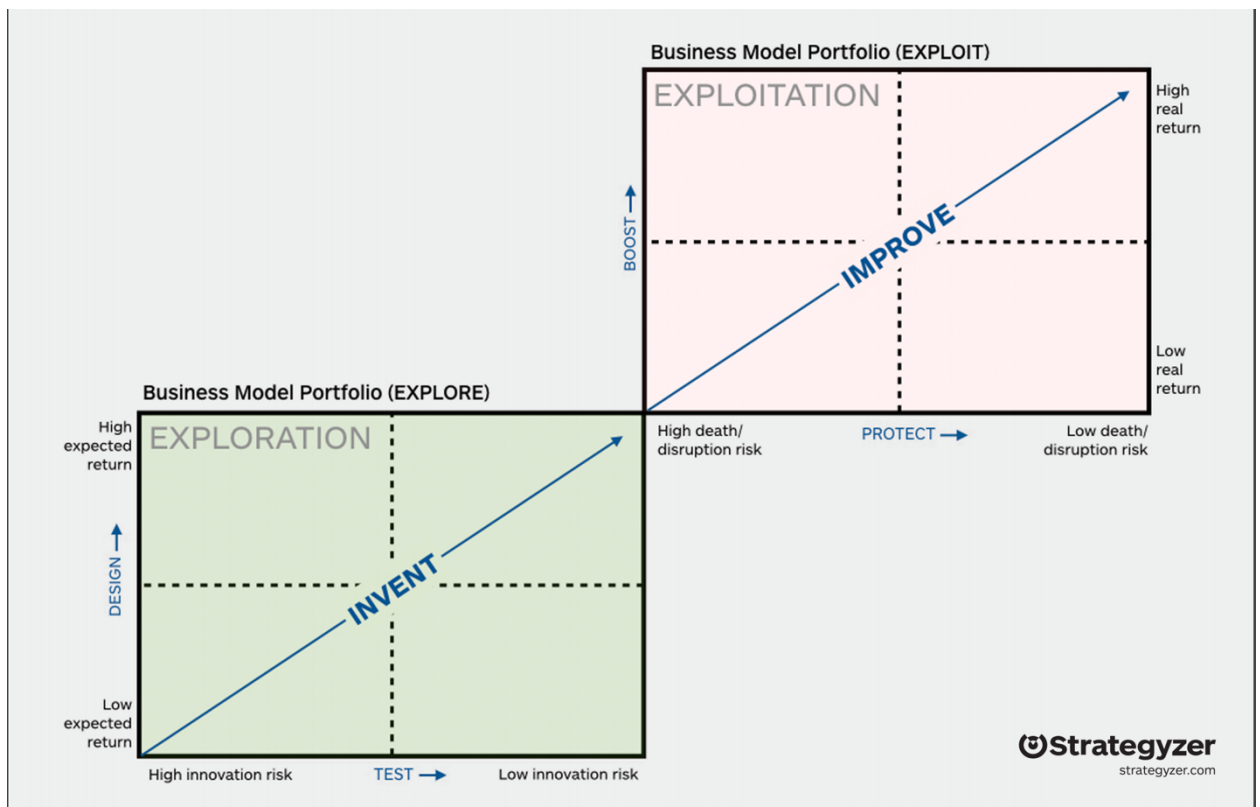 Business Model Portfolio (EXPLOIT)
EXPLOITATION
High
real
return
BOOST
IMPROVE
Low
real
return
High death/
disruption risk
PROTECT
Low death/
disruption risk
Business Model Portfolio (EXPLORE)
High
expected
return
EXPLORATION
DESIGN
INVENT
Low
expected
return
High innovation risk
TEST
Low innovation risk
Strategyzer
strategyzer.com